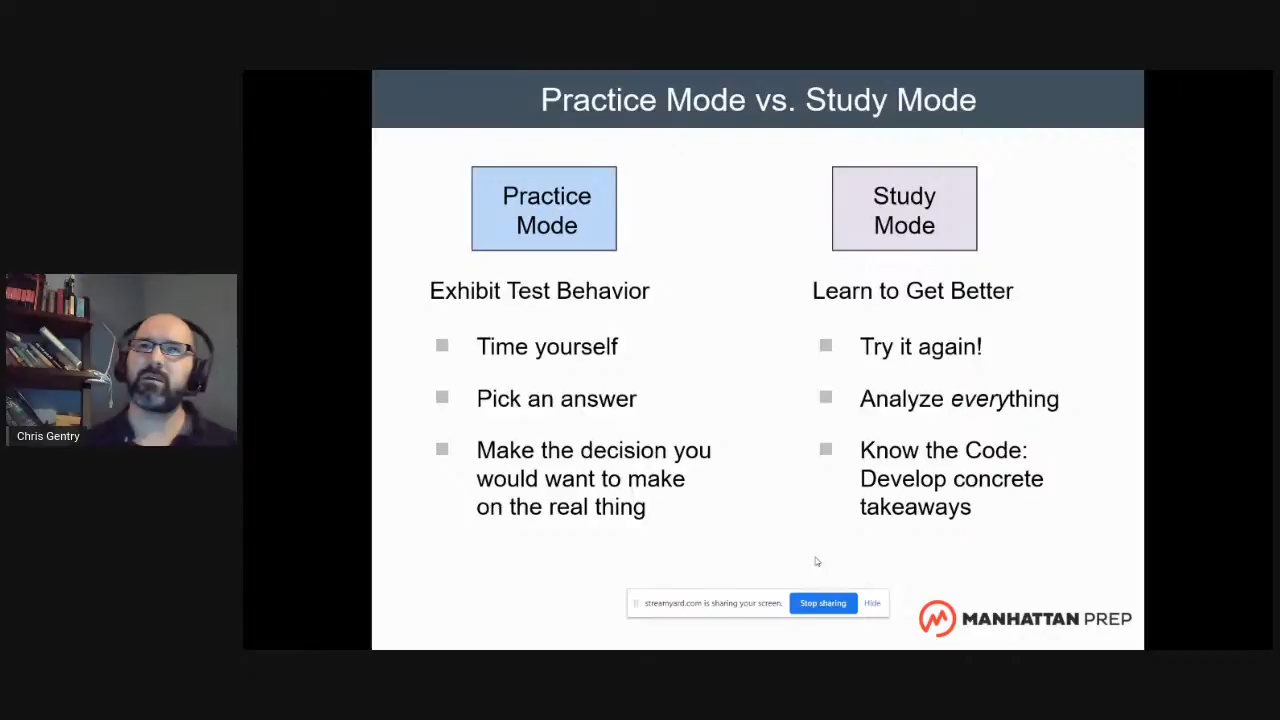 Practice Mode vs. Study Mode
Practice
Mode
Exhibit Test Behavior
Time yourself
Pick an answer
Make the decision you
would want to make
on the real thing
Study
Mode
Learn to Get Better
Try it again!
Analyze everything
Know the Code:
Develop concrete
takeaways
Chris Gentry
streamyard.com is sharing your screen.
Stop sharing
Hide
MANHATTAN PREP